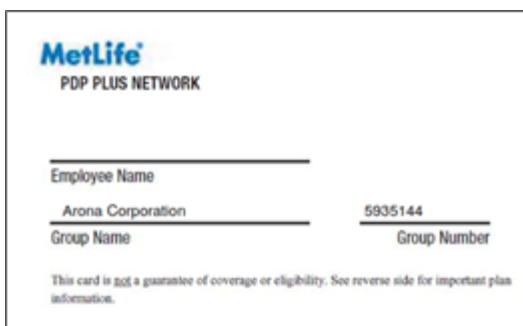 MetLife
PDP PLUS NETWORK
Employee Name
Arona Corporation 5935144
Group Name Group Number
This card is not a guarantee of coverage or eligibility. See reverse side for important plan
information.